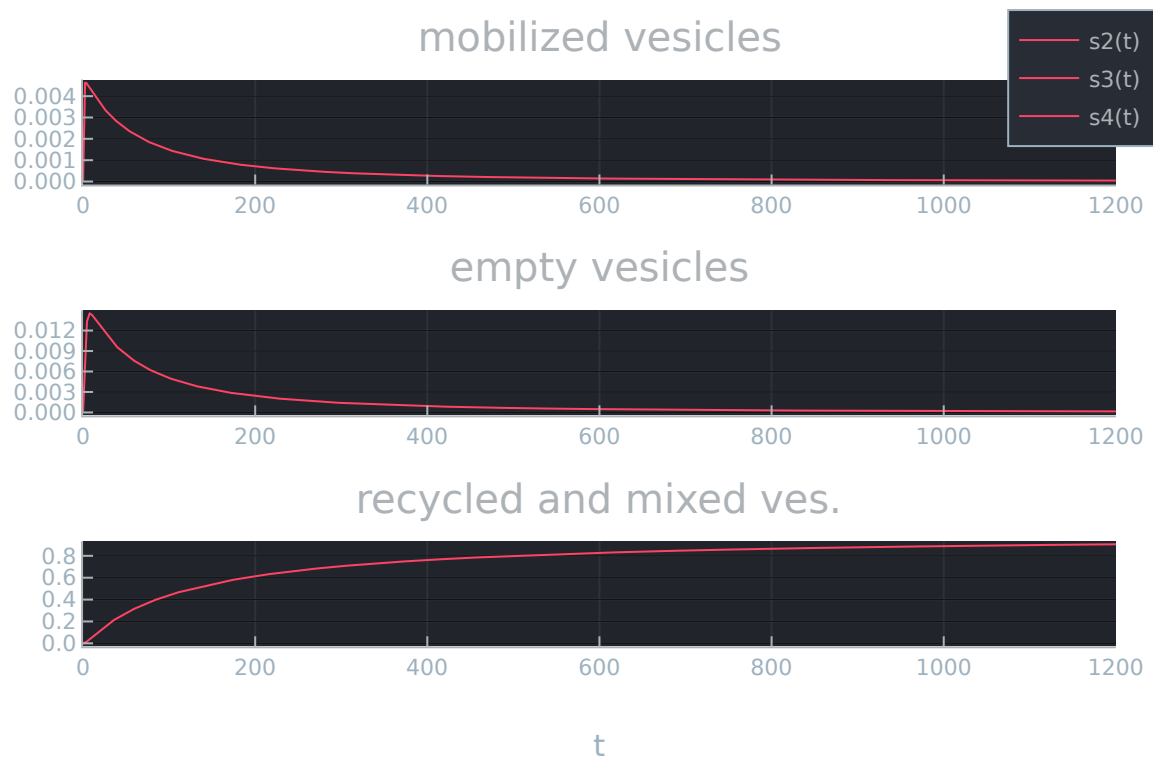 mobilized vesicles
s2(t)
s3(t)
s4(t)
0.004
0.003
0.002
0.001
0.000
0 200 400 600 800 1000 1200
empty vesicles
0.012
0.009
0.006
0.003
0.000
0 200 400 600 800 1000 1200
recycled and mixed ves.
0.8
0.6
0.4
0.2
0.0
0 200 400 600 800 1000 1200
t